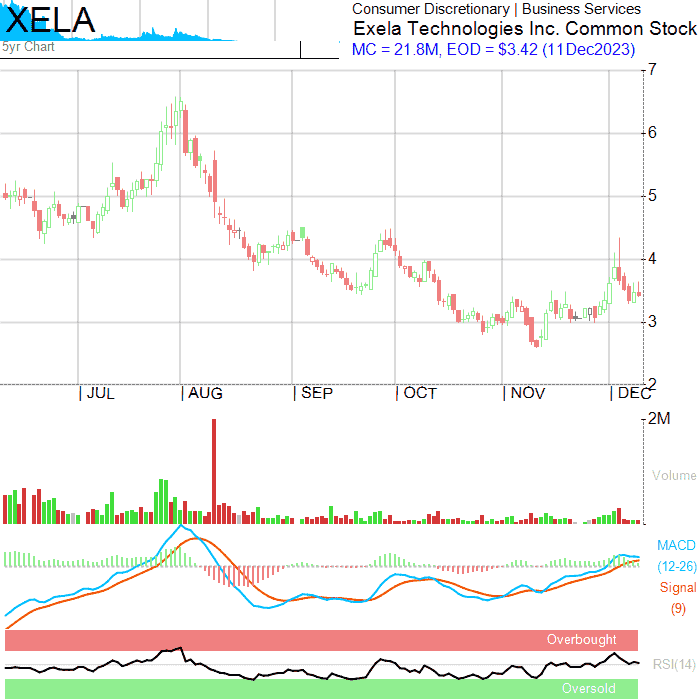 XELA
5yr Chart
Consumer Discretionary | Business Services
Exela Technologies Inc. Common Stock
MC = 21.8M, EOD = $3.42 (11Dec2023)
7
6
5
4
3
2
| JUL | AUG | SEP | OCT | NOV | DEC
2M
Volume
MACD
(12-26)
Signal
(9)
Overbought
RSI(14)
Oversold